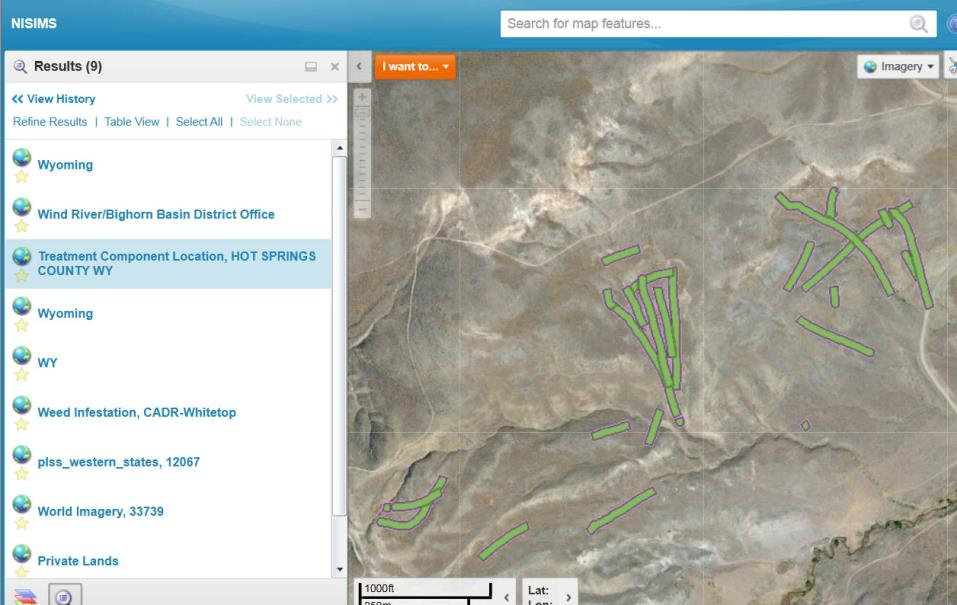 NISIMS
Search for map features...
Results (9)
I want to...
Imagery
View History
View Selected
Refine Results | Table View | Select All | Select None
Wyoming
Wind River/Bighorn Basin District Office
Treatment Component Location, HOT SPRINGS
COUNTY WY
Wyoming
WY
Weed Infestation, CADR-Whitetop
plss_western_states, 12067
World Imagery, 33739
Private Lands
1000ft
250m
Lat:
Lon: